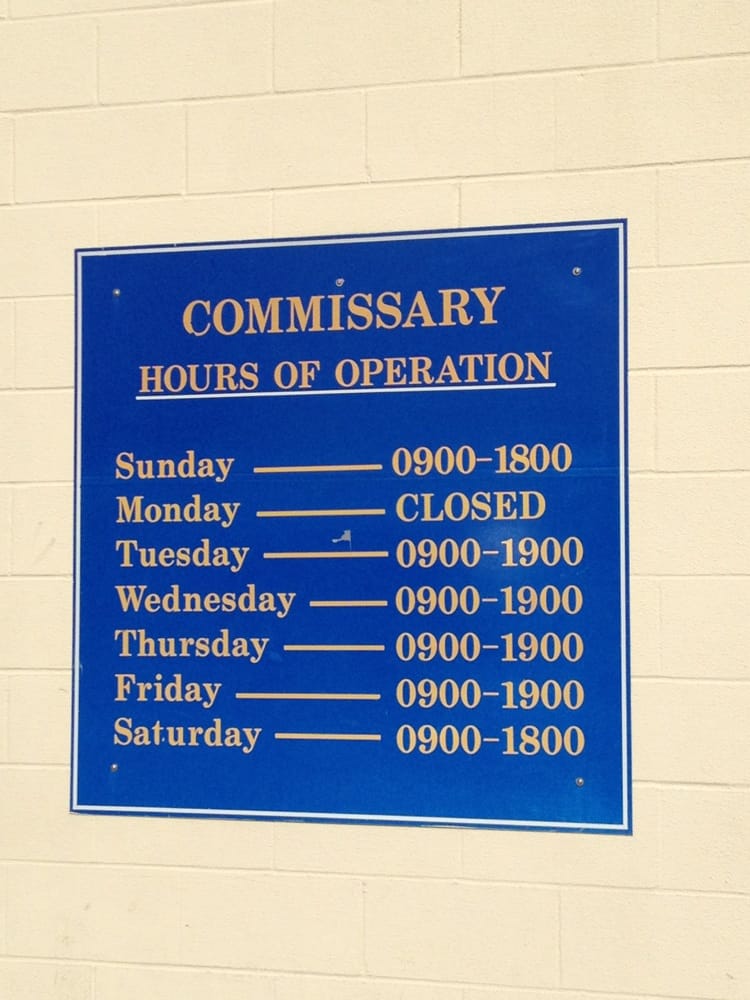 COMMISSARY
HOURS OF OPERATION
Sunday 0900-1800
Monday CLOSED
Tuesday 0900-1900
Wednesday 0900-1900
Thursday 0900-1900
Friday 0900-1900
Saturday 0900-1800